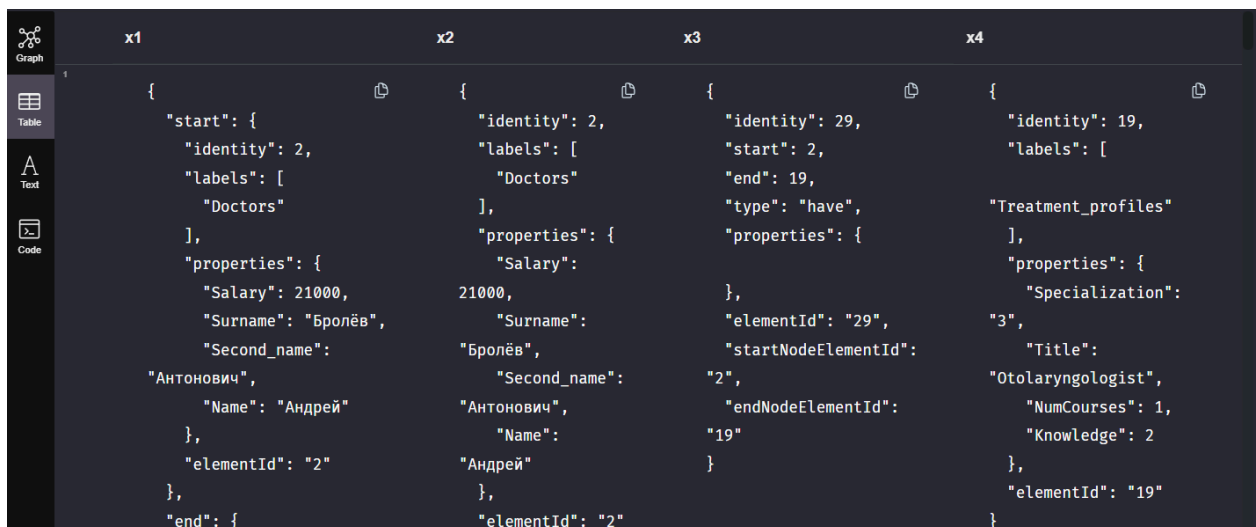 Graph
Table
Text
Code
x1
x2
x3
x4
1
{
"start": {
"identity": 2,
"labels": [
"Doctors"
],
"properties": {
"Salary": 21000,
"Surname": "Бролёв",
"Second_name":
"Антонович",
"Name": "Андрей"
},
"elementId": "2"
},
"end": {
{
"identity": 2,
"labels": [
"Doctors"
],
"properties": {
"Salary":
21000,
"Surname":
"Бролёв",
"Second_name":
"Антонович",
"Name":
"Андрей"
},
"elementId": "2"
{
"identity": 29,
"start": 2,
"end": 19,
"type": "have",
"properties": {
},
"elementId": "29",
"startNodeElementId":
"2",
"endNodeElementId":
"19"
}
{
"identity": 19,
"labels": [
"Treatment_profiles"
],
"properties": {
"Specialization":
"3",
"Title":
"Otolaryngologist",
"NumCourses": 1,
"Knowledge": 2
},
"elementId": "19"
}